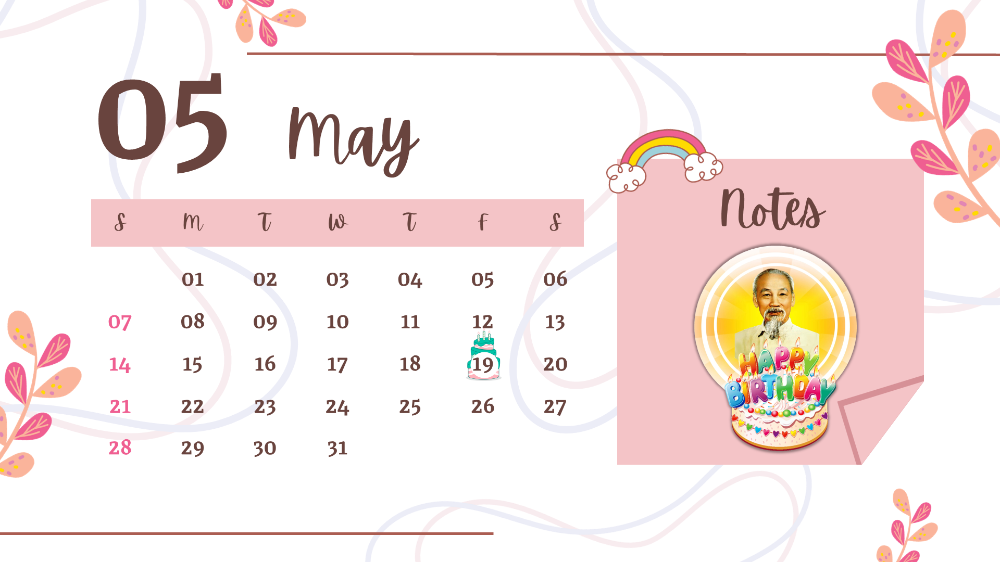 05 May
S M T W T F S
01 02 03 04 05 06
07 08 09 10 11 12 13
14 15 16 17 18 19 20
21 22 23 24 25 26 27
28 29 30 31
Notes
HAPPY
BIRTHDAY